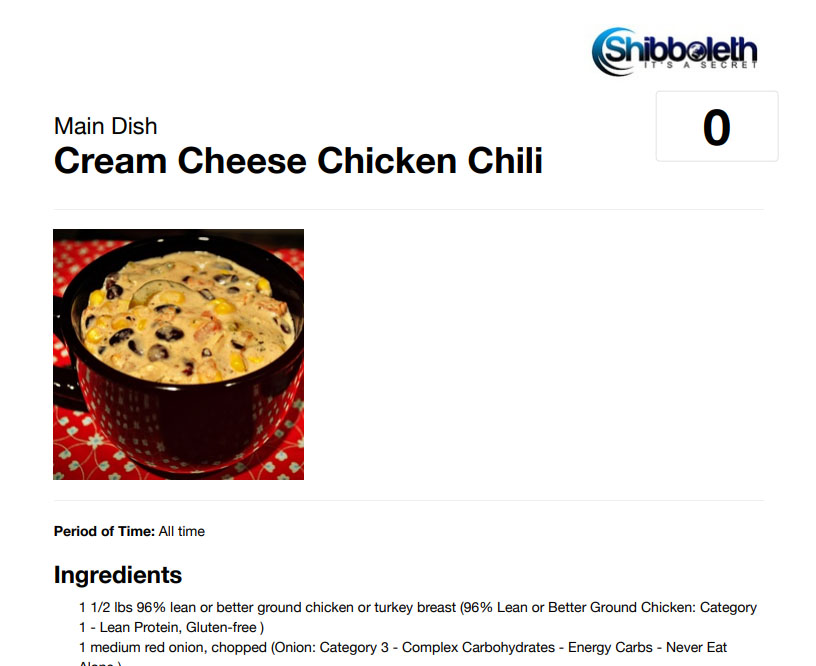 Shibboleth
IT'S A SECRET
0
Main Dish
Cream Cheese Chicken Chili
Period of Time: All time
Ingredients
1 1/2 lbs 96% lean or better ground chicken or turkey breast (96% Lean or Better Ground Chicken: Category
1 - Lean Protein, Gluten-free )
1 medium red onion, chopped (Onion: Category 3 - Complex Carbohydrates - Energy Carbs - Never Eat
Alone )